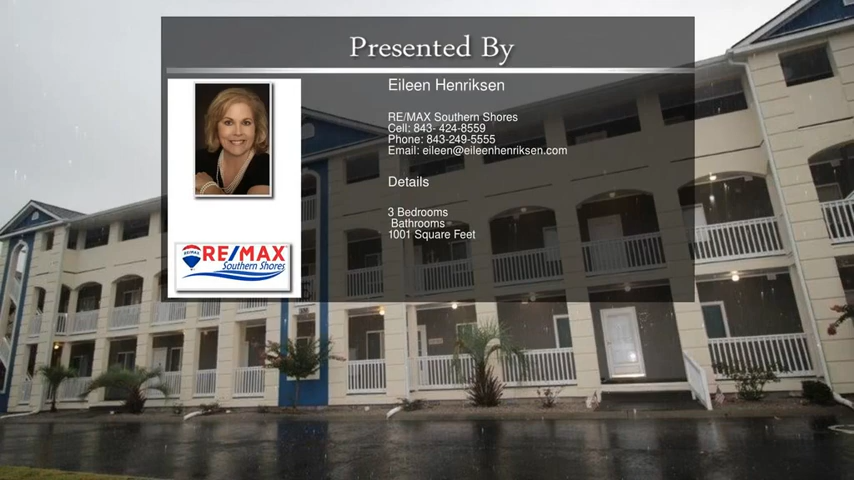 Presented By
Eileen Henriksen
RE/MAX Southern Shores
Cell: 843- 424-8559
Phone: 843-249-5555
Email: eileen@eileenhenriksen.com
Details
3 Bedrooms
Bathrooms
1001 Square Feet
RE/MAX
Southern Shores